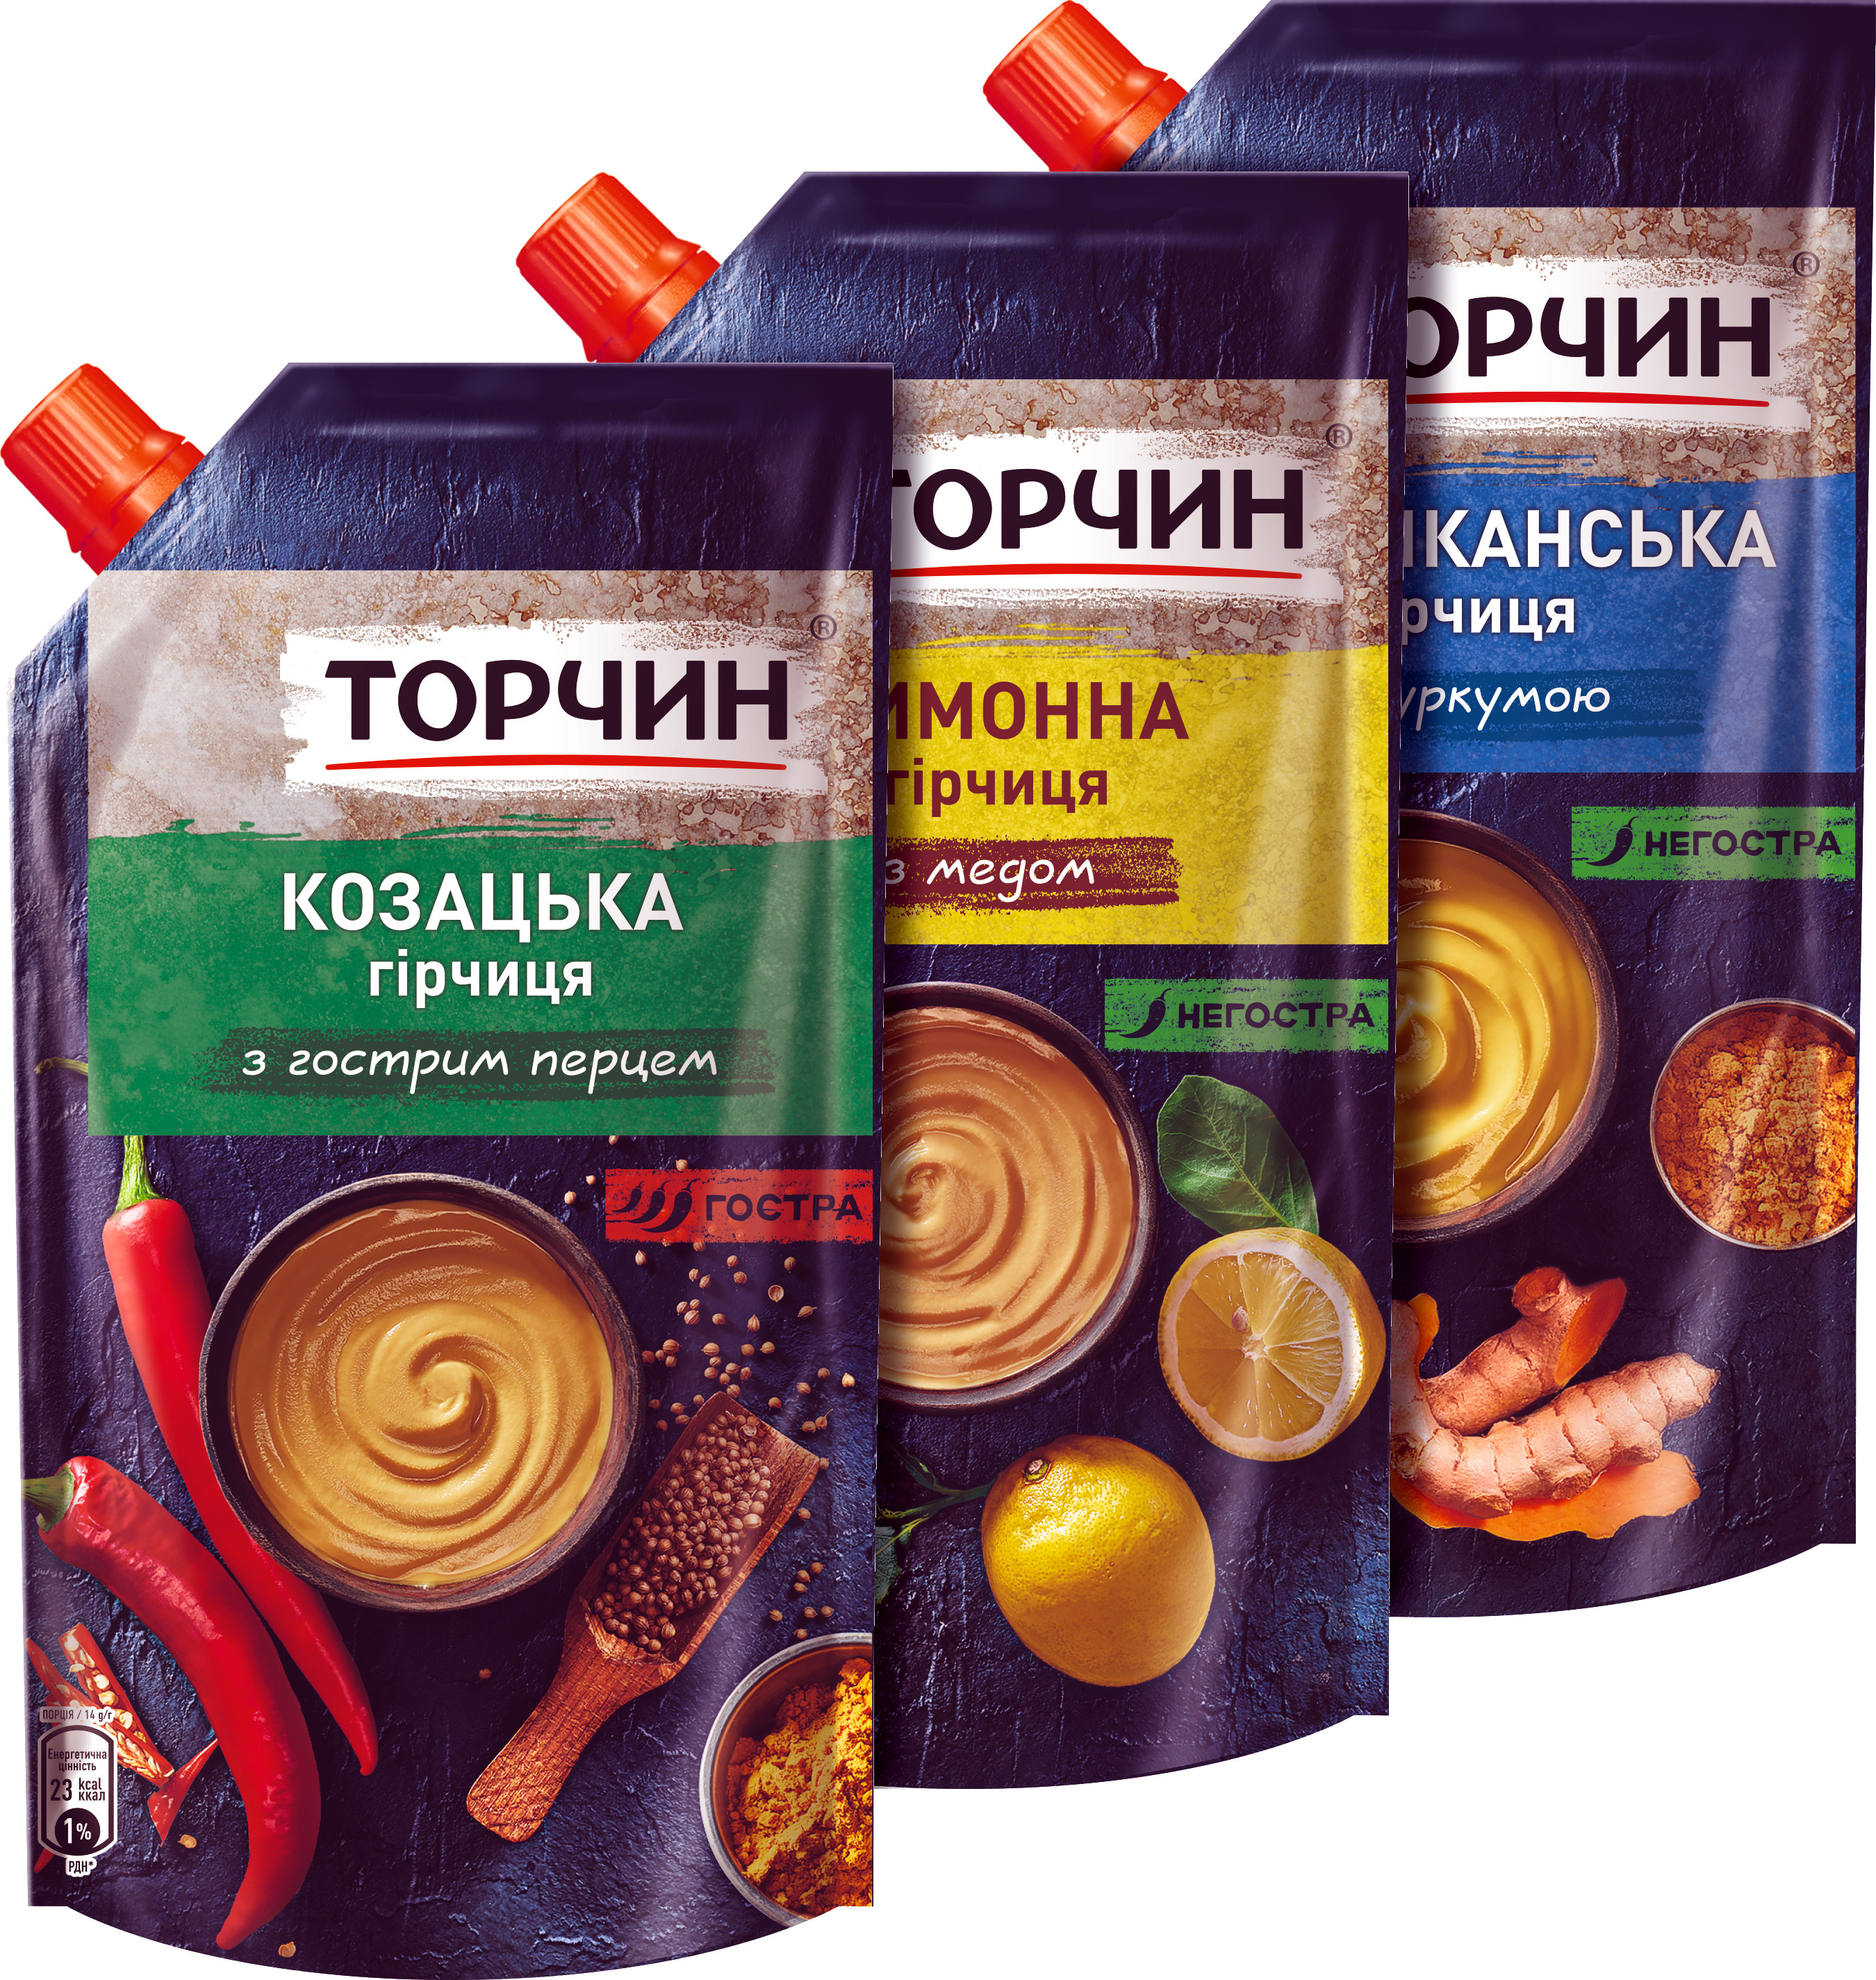 ТОРЧИН
®
КОЗАЦЬКА
гірчиця
з гострим перцем
ГОСТРА
ПОРЦІЯ / 14 g/г
Енергетична
цінність
23 kcal
ккал
1%
РДН*
ТОРЧИН
®
ИМОННА
гірчиця
з медом
НЕГОСТРА
ОРЧИН
®
ИКАНСЬКА
рчиця
уркумою
НЕГОСТРА